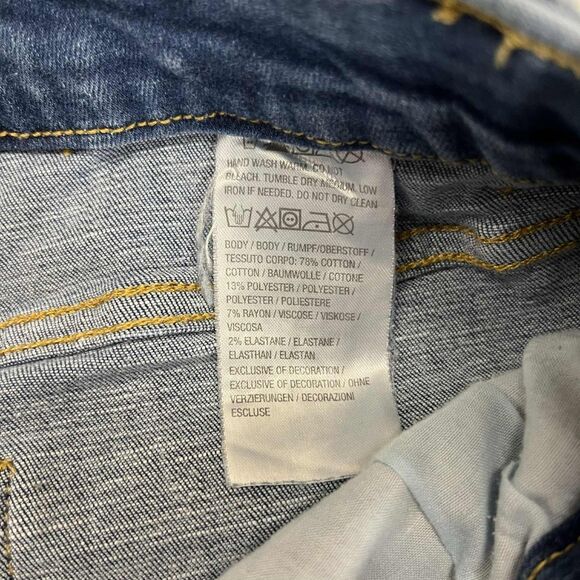 HAND WASH WARM. DO NOT
BLEACH. TUMBLE DRY MEDIUM. LOW
IRON IF NEEDED. DO NOT DRY CLEAN
BODY / BODY / RUMPF/OBERSTOFF /
TESSUTO CORPO: 78% COTTON /
COTTON / BAUMWOLLE / COTONE
13% POLYESTER / POLYESTER /
POLYESTER / POLIESTERE
7% RAYON / VISCOSE / VISKOSE /
VISCOSA
2% ELASTANE / ELASTANE /
ELASTHAN / ELASTAN
EXCLUSIVE OF DECORATION /
EXCLUSIVE OF DECORATION / OHNE
VERZIERUNGEN / DECORAZIONI
ESCLUSE